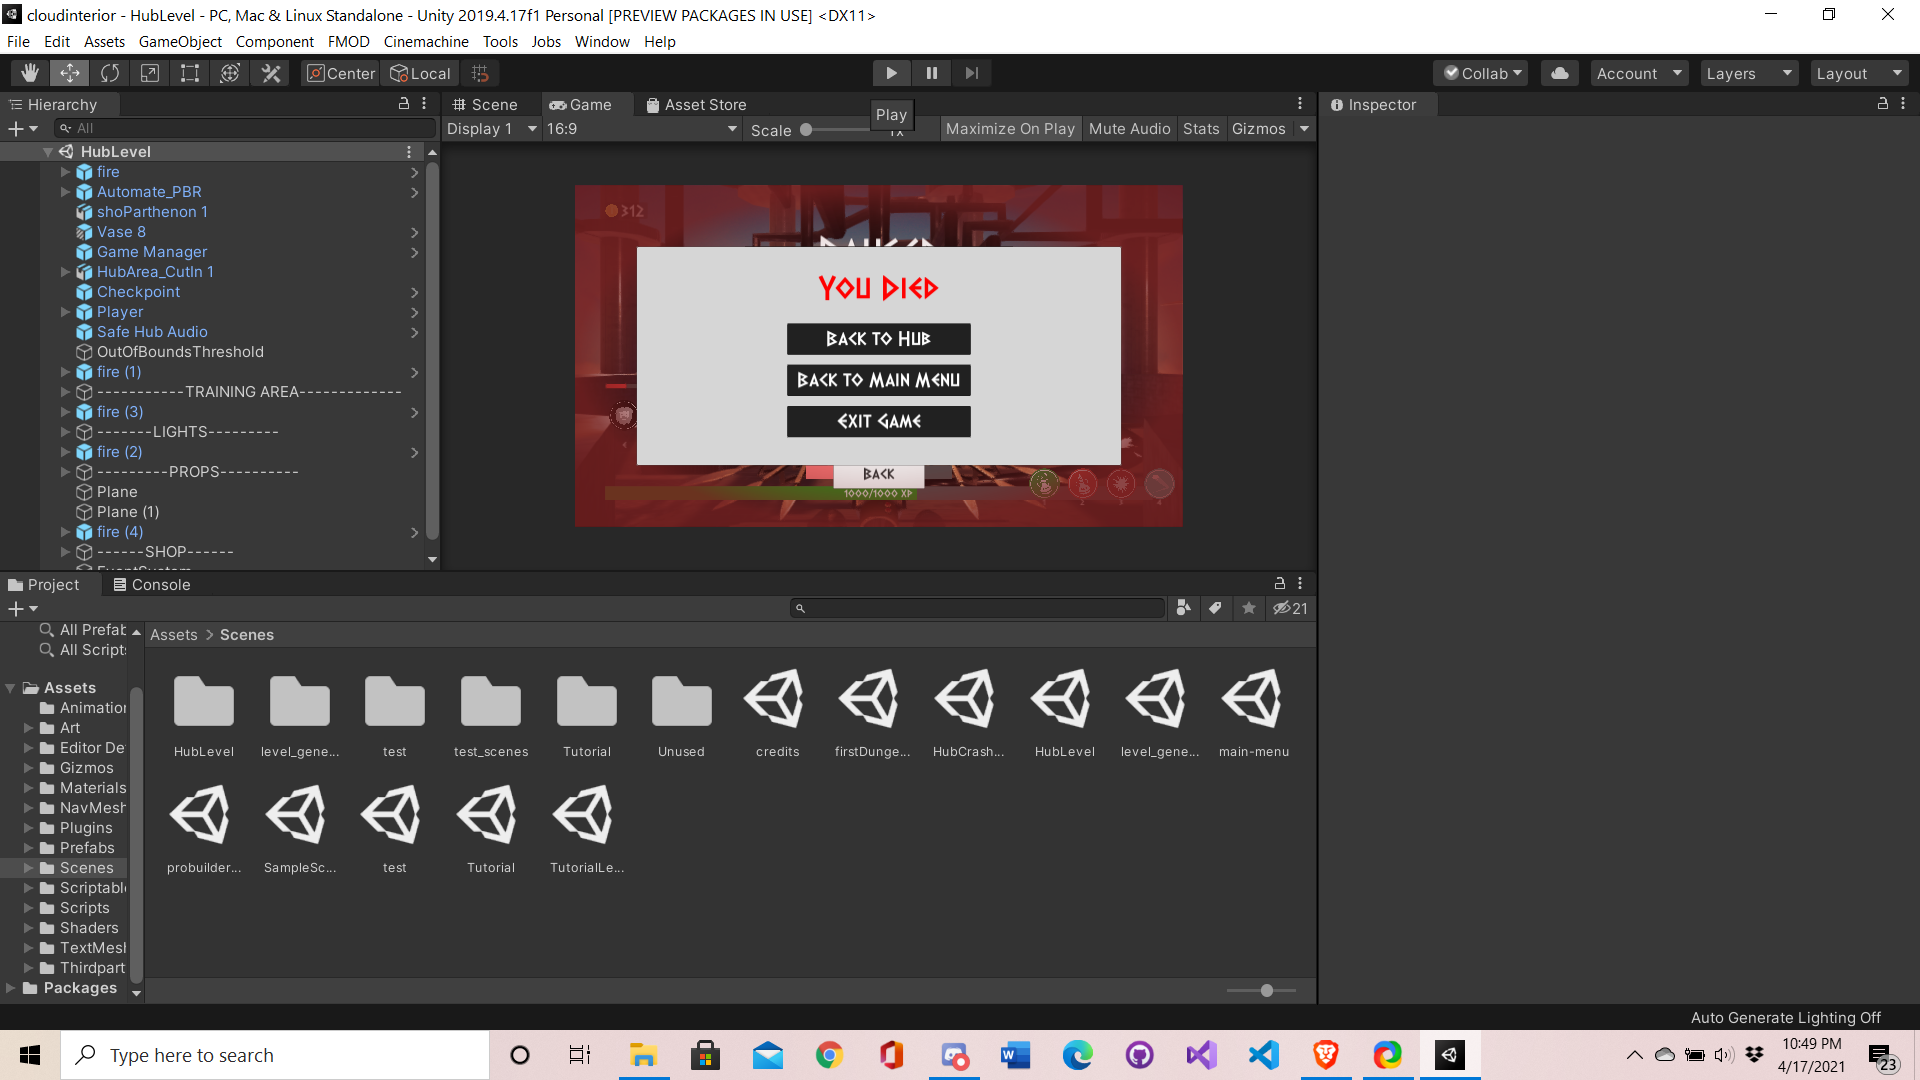 cloudinterior - HubLevel - PC, Mac & Linux Standalone - Unity 2019.4.17f1 Personal [PREVIEW PACKAGES IN USE] <DX11>
File Edit Assets GameObject Component FMOD Cinemachine Tools Jobs Window Help
Center Local Collab Account Layers Layout
Hierarchy
All
HubLevel
fire
Automate_PBR
shoParthenon 1
Vase 8
Game Manager
HubArea_CutIn 1
Checkpoint
Player
Safe Hub Audio
OutOfBoundsThreshold
fire (1)
-----------TRAINING AREA-------------
fire (3)
-------LIGHTS---------
fire (2)
---------PROPS----------
Plane
Plane (1)
fire (4)
------SHOP------
EventSystem
Scene Game Asset Store
Display 1 16:9 Scale 1x Maximize On Play Mute Audio Stats Gizmos
Play
312
You Died
Back to Hub
Back to Main Menu
Exit Game
Back
1000/1000 XP
Inspector
Project Console
21
All Prefab
All Scripts
Assets
Animation
Art
Editor De
Gizmos
Materials
NavMesh
Plugins
Prefabs
Scenes
Scriptabl
Scripts
Shaders
TextMesh
Thirdpart
Packages
Assets > Scenes
HubLevel level_gene... test test_scenes Tutorial Unused credits firstDunge... HubCrash... HubLevel level_gene... main-menu
probuilder... SampleSc... test Tutorial TutorialLe...
Auto Generate Lighting Off
Type here to search
10:49 PM
4/17/2021
23